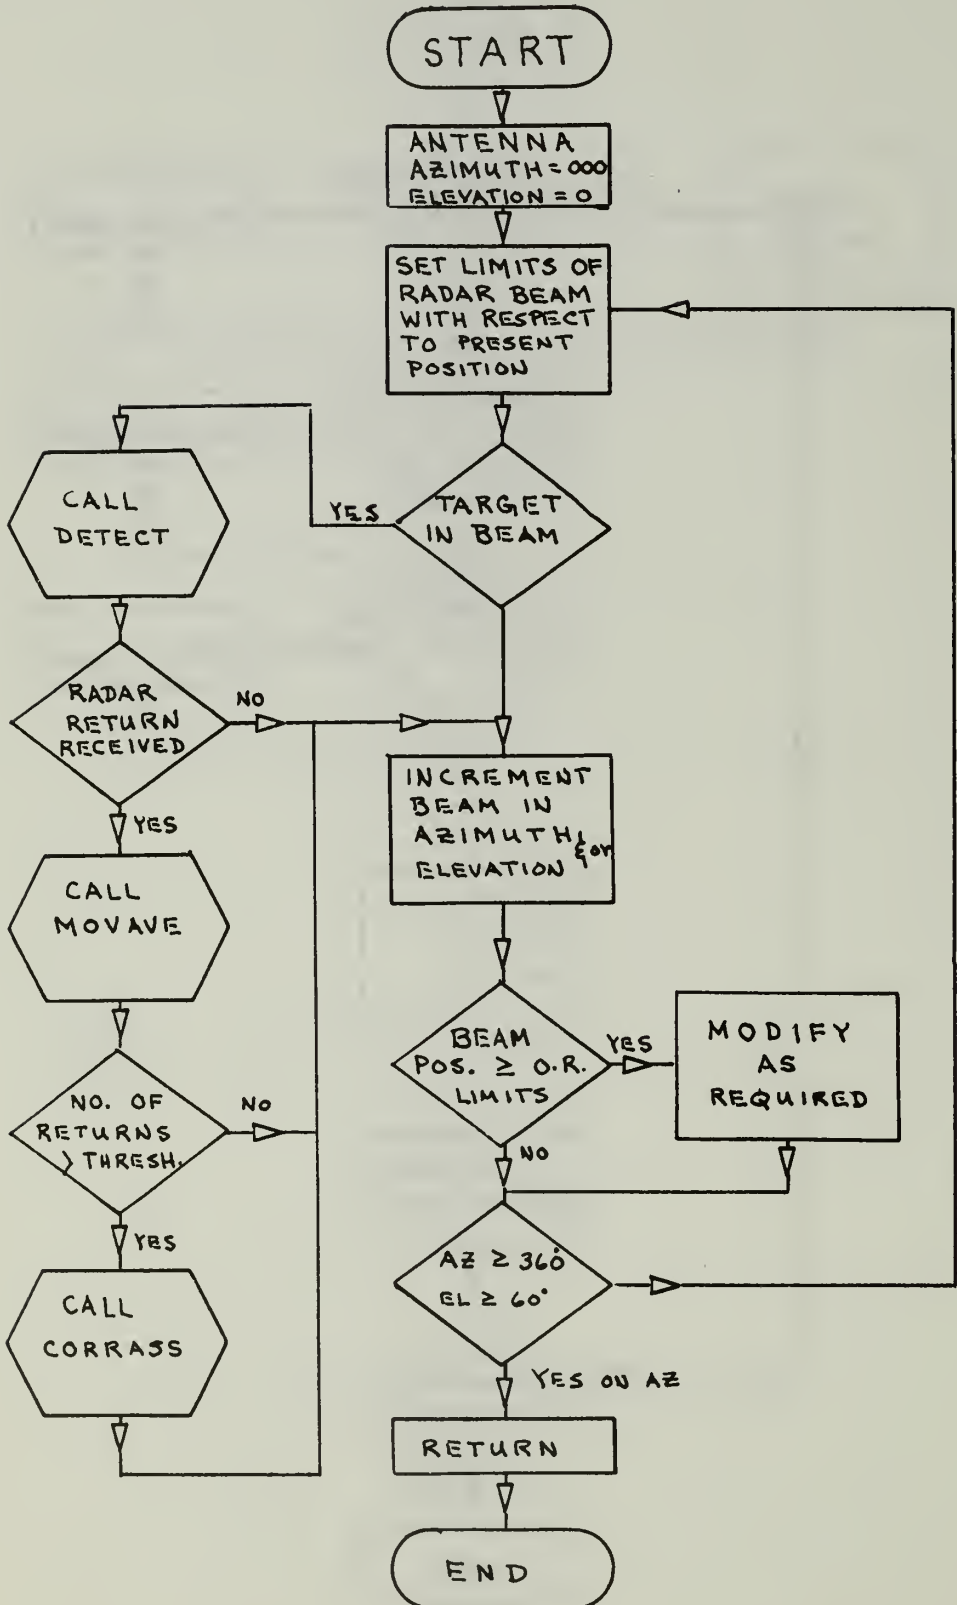 START
ANTENNA
AZIMUTH = 000
ELEVATION = 0
SET LIMITS OF
RADAR BEAM
WITH RESPECT
TO PRESENT
POSITION
TARGET
IN BEAM
YES
CALL
DETECT
RADAR
RETURN
RECEIVED
NO
YES
CALL
MOVAVE
NO. OF
RETURNS
> THRESH.
NO
YES
CALL
CORRASS
INCREMENT
BEAM IN
AZIMUTH & or
ELEVATION
BEAM
POS. ≥ O.R.
LIMITS
YES
MODIFY
AS
REQUIRED
NO
AZ ≥ 360°
EL ≥ 60°
YES ON AZ
RETURN
END